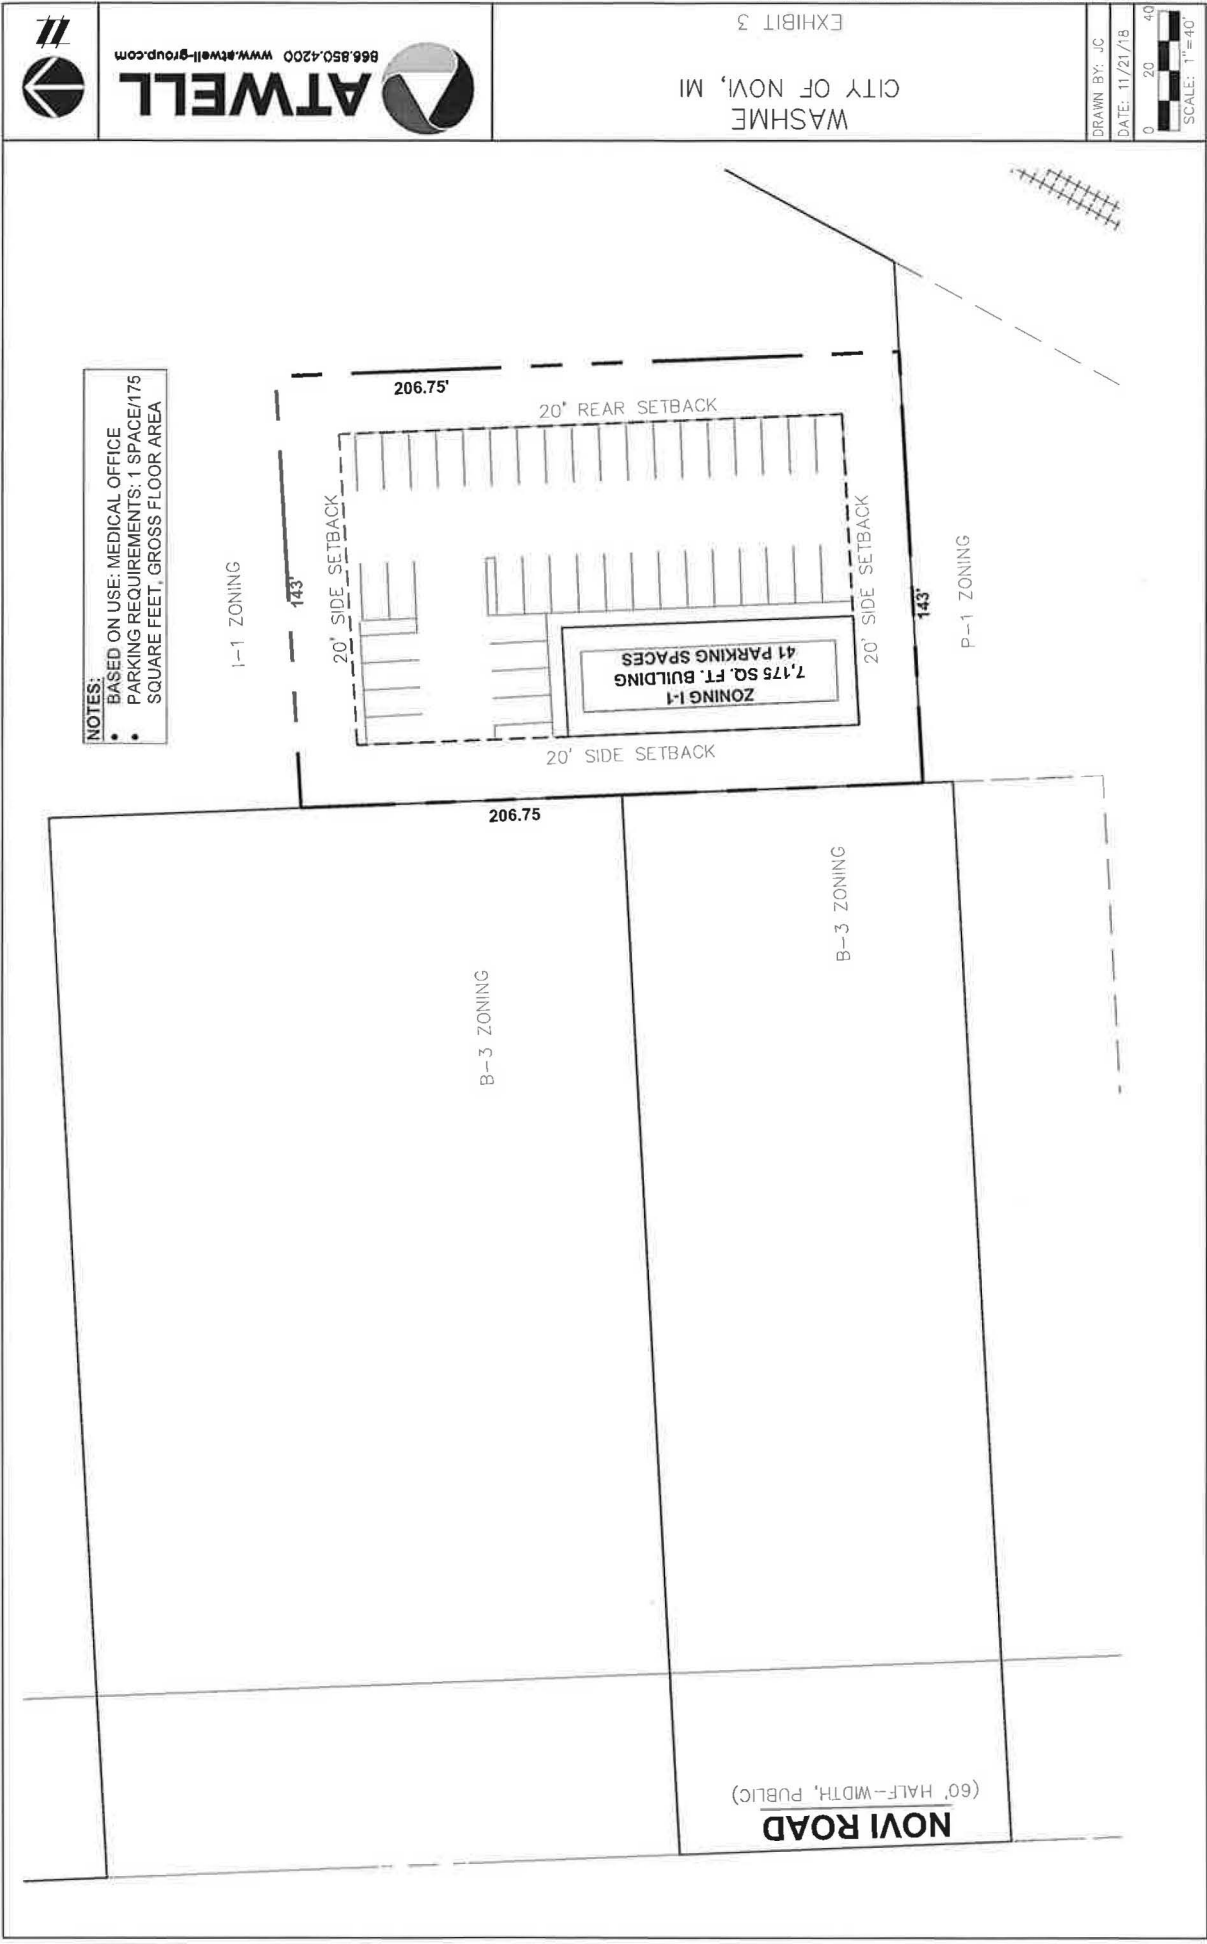 ATWELL
866.850.4200 www.atwell-group.com
WASHME
CITY OF NOVI, MI
EXHIBIT 3
DRAWN BY: JC
DATE: 11/21/18
0 20 40
SCALE: 1"=40'
NOTES:
• BASED ON USE: MEDICAL OFFICE
• PARKING REQUIREMENTS: 1 SPACE/175
SQUARE FEET, GROSS FLOOR AREA
I-1 ZONING
143'
206.75'
20' REAR SETBACK
20' SIDE SETBACK
20' SIDE SETBACK
143'
P-1 ZONING
ZONING I-1
7,175 SQ. FT. BUILDING
41 PARKING SPACES
20' SIDE SETBACK
206.75
B-3 ZONING
B-3 ZONING
NOVI ROAD
(60' HALF-WIDTH, PUBLIC)